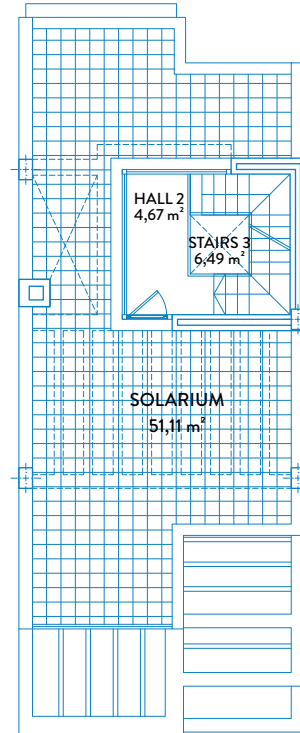 HALL 2
4,67 m²
STAIRS 3
6,49 m²
SOLARIUM
51,11 m²